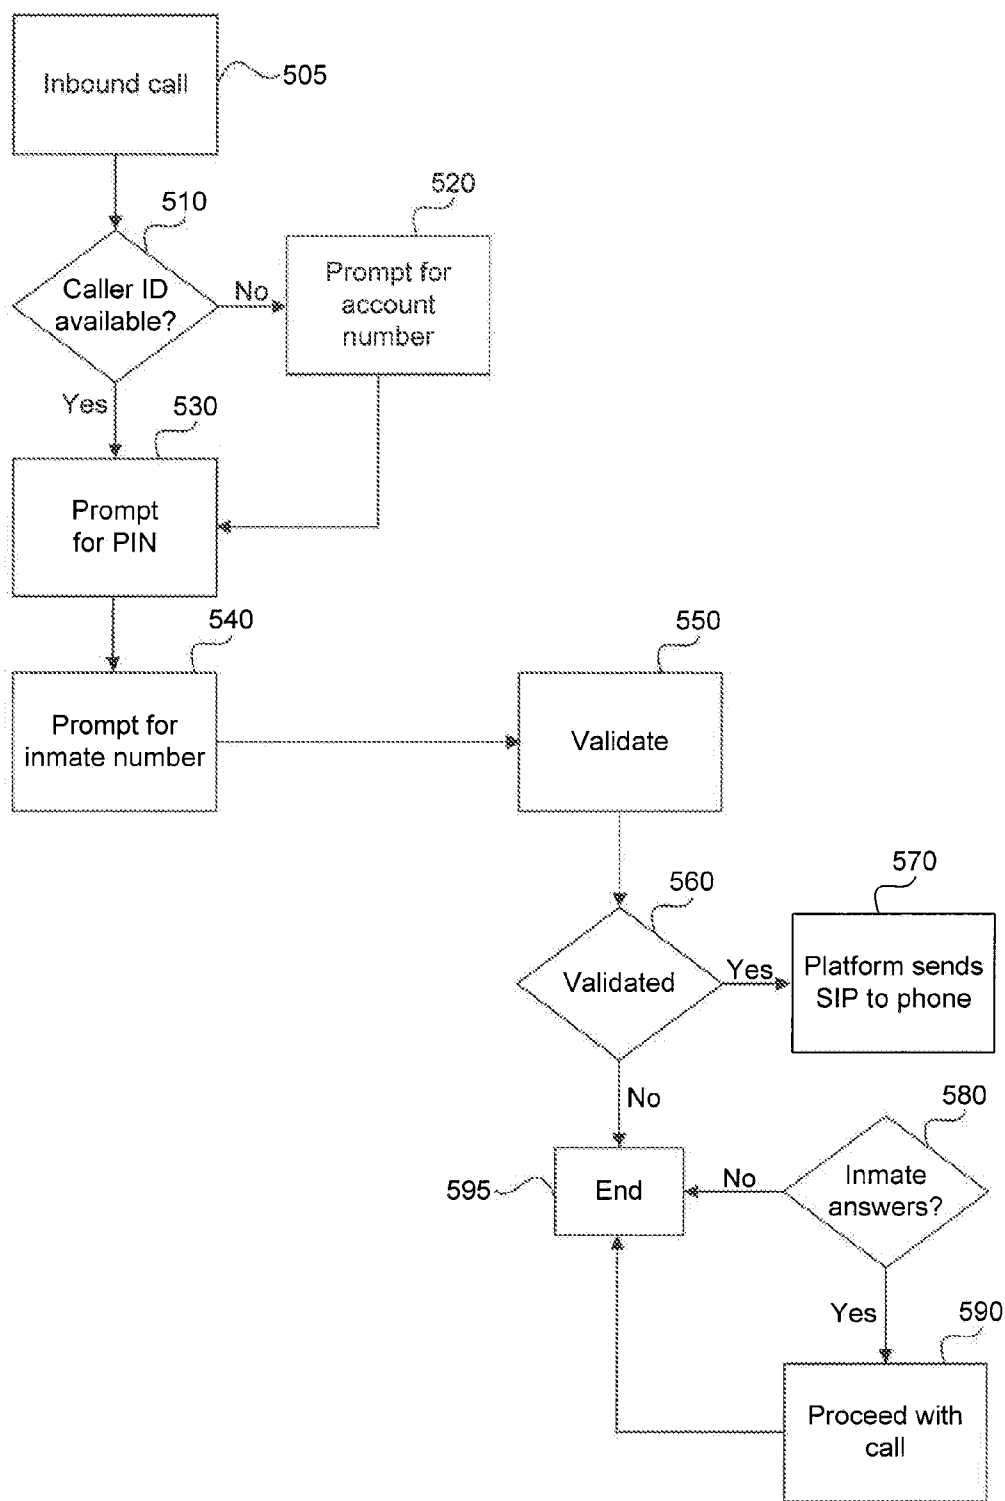 Inbound call
505
510
Caller ID
available?
No
520
Prompt for
account
number
Yes
530
Prompt
for PIN
540
Prompt for
inmate number
550
Validate
560
Validated
Yes
570
Platform sends
SIP to phone
No
580
Inmate
answers?
No
595
End
Yes
590
Proceed with
call